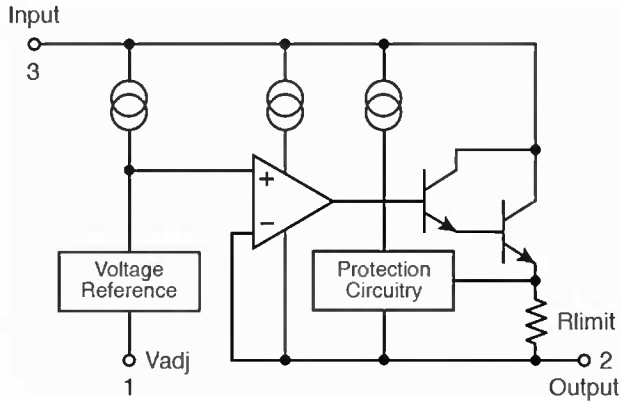 Input
3
+
−
Voltage
Reference
Protection
Circuitry
Rlimit
Vadj
1
2
Output